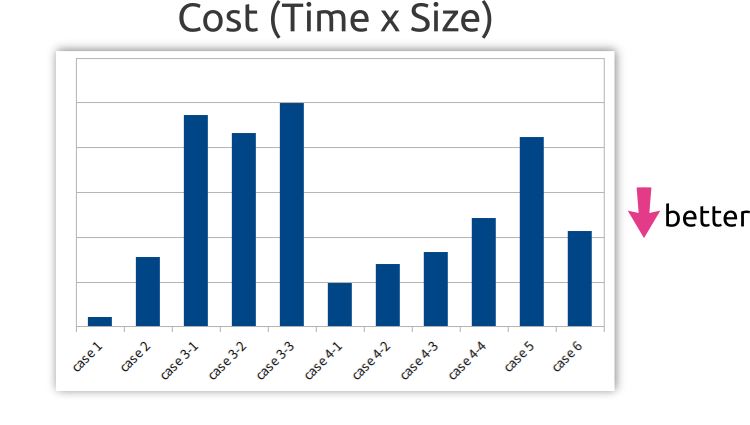 Cost (Time x Size)
better
case 1
case 2
case 3-1
case 3-2
case 3-3
case 4-1
case 4-2
case 4-3
case 4-4
case 5
case 6